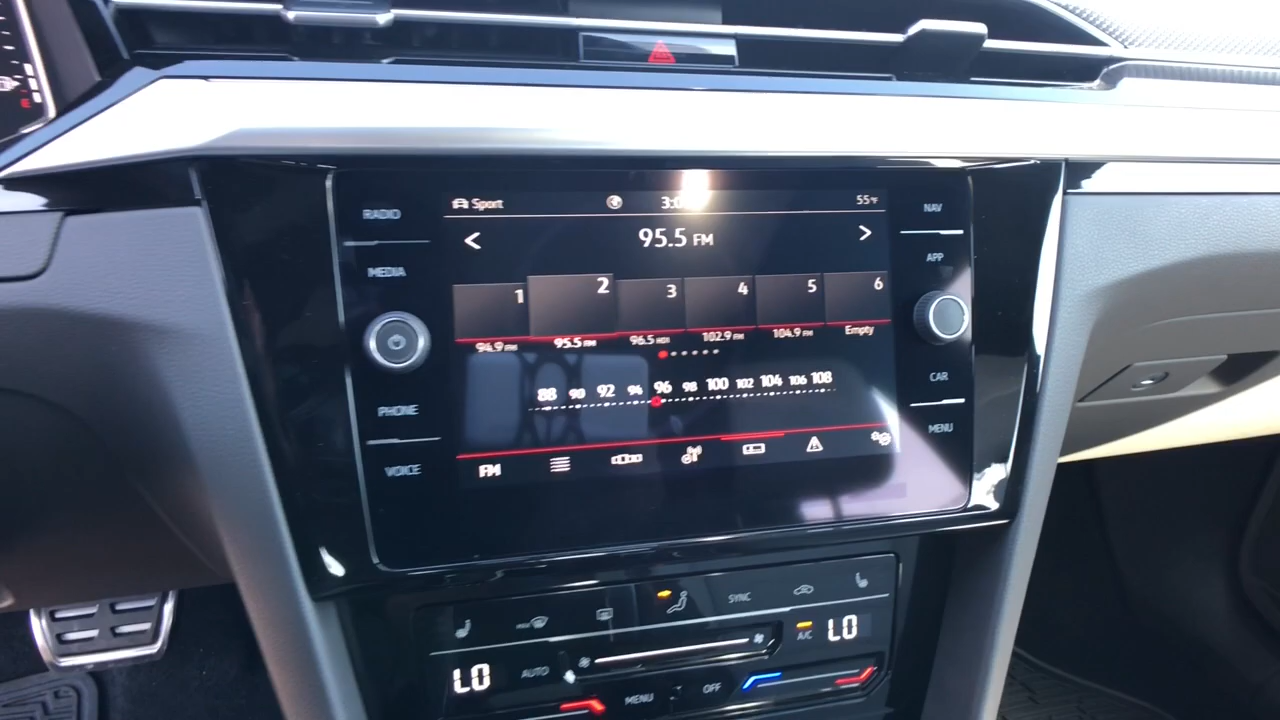 E
RADIO
MEDIA
PHONE
VOICE
Sport
55°F
95.5 FM
1 2 3 4 5 6
94.9 FM 95.5 FM 96.5 HD1 102.9 FM 104.9 FM Empty
88 90 92 94 96 98 100 102 104 106 108
FM
NAV
APP
CAR
MENU
SYNC
LO AUTO A/C LO
MENU OFF